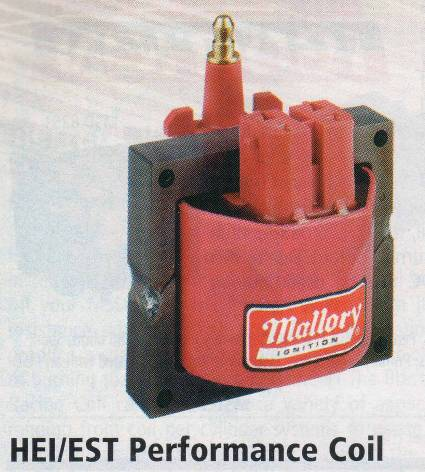 Mallory
IGNITION
HEI/EST Performance Coil